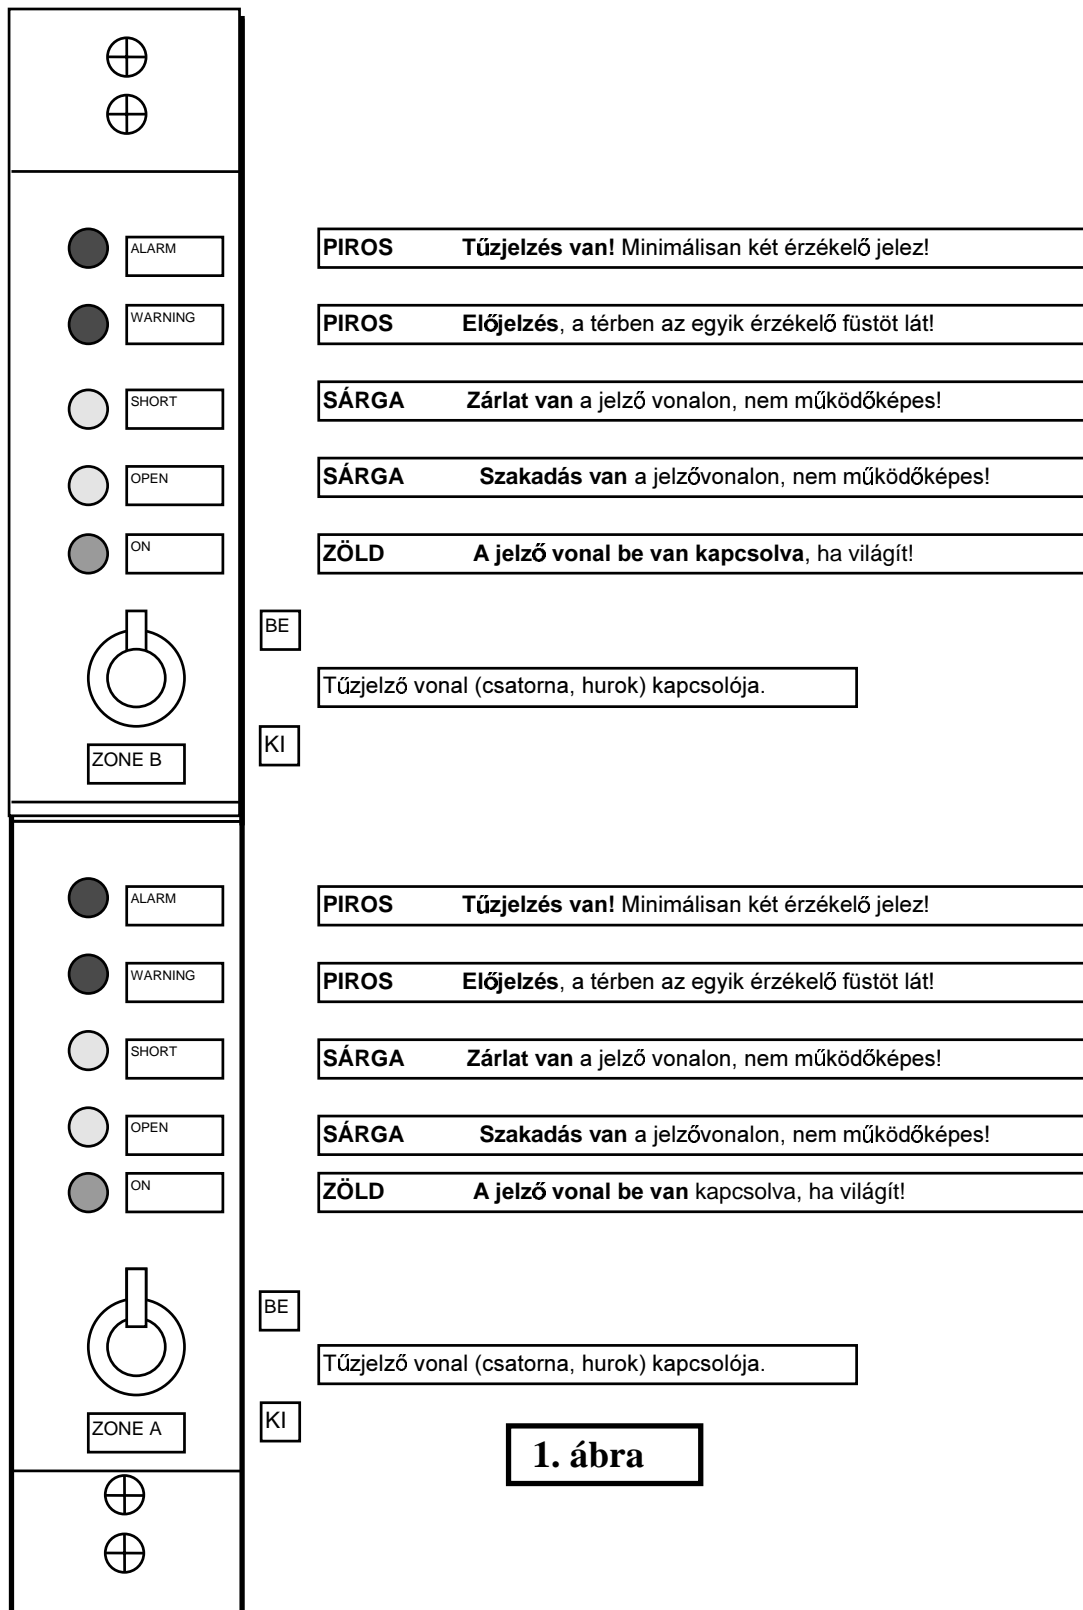 ALARM PIROS Tűzjelzés van! Minimálisan két érzékelő jelez!
WARNING PIROS Előjelzés, a térben az egyik érzékelő füstöt lát!
SHORT SÁRGA Zárlat van a jelző vonalon, nem működőképes!
OPEN SÁRGA Szakadás van a jelzővonalon, nem működőképes!
ON ZÖLD A jelző vonal be van kapcsolva, ha világít!
BE
Tűzjelző vonal (csatorna, hurok) kapcsolója.
KI
ZONE B
ALARM PIROS Tűzjelzés van! Minimálisan két érzékelő jelez!
WARNING PIROS Előjelzés, a térben az egyik érzékelő füstöt lát!
SHORT SÁRGA Zárlat van a jelző vonalon, nem működőképes!
OPEN SÁRGA Szakadás van a jelzővonalon, nem működőképes!
ON ZÖLD A jelző vonal be van kapcsolva, ha világít!
BE
Tűzjelző vonal (csatorna, hurok) kapcsolója.
KI
ZONE A
1. ábra